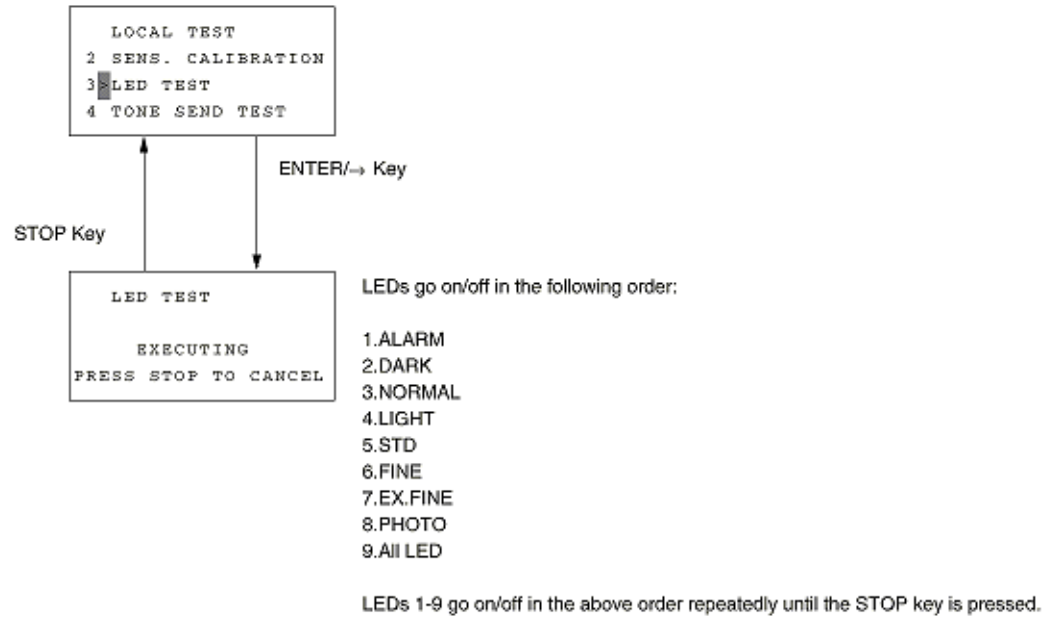 LOCAL TEST
2 SENS. CALIBRATION
3>LED TEST
4 TONE SEND TEST
ENTER/→ Key
STOP Key
LED TEST
EXECUTING
PRESS STOP TO CANCEL
LEDs go on/off in the following order:
1.ALARM
2.DARK
3.NORMAL
4.LIGHT
5.STD
6.FINE
7.EX.FINE
8.PHOTO
9.All LED
LEDs 1-9 go on/off in the above order repeatedly until the STOP key is pressed.